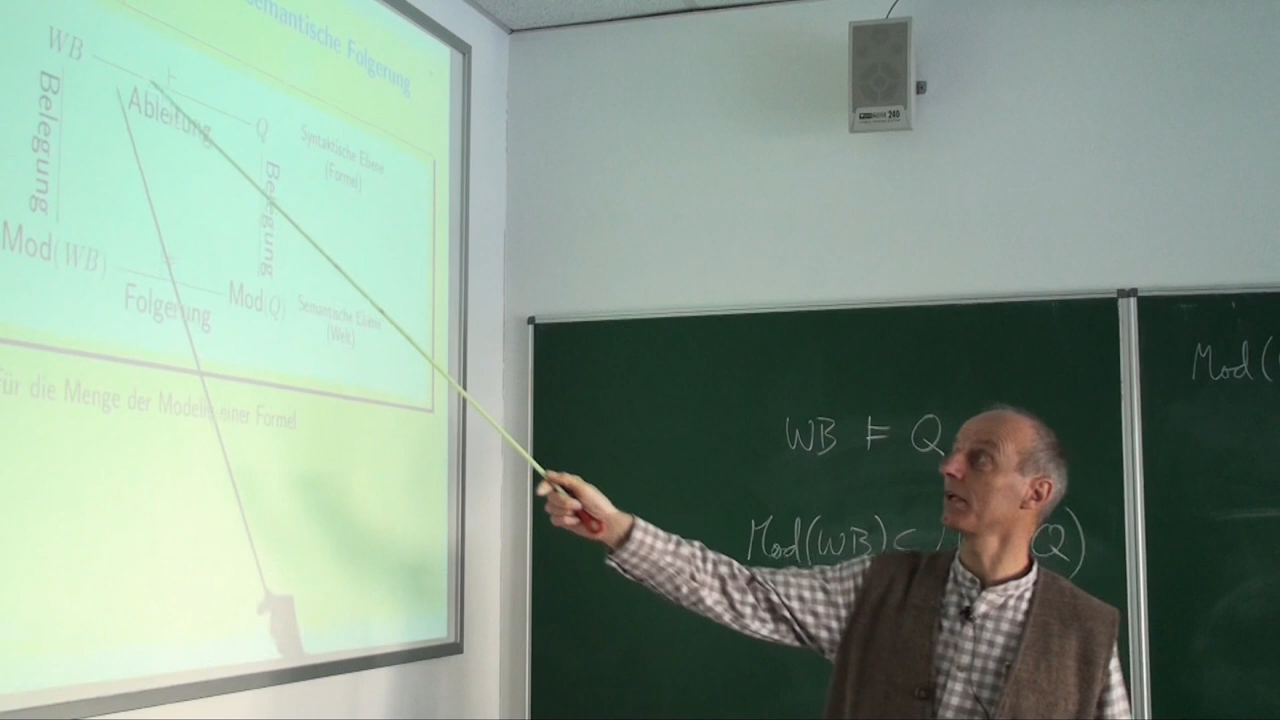 semantische Folgerung
WB
⊢
Ableitung
Q
Syntaktische Ebene
(Formel)
Belegung
Belegung
Mod(WB)
⊨
Folgerung
Mod(Q)
Semantische Ebene
(Welt)
für die Menge der Modelle einer Formel
240
WB ⊨ Q
Mod(WB) ⊂
Q)
Mod(